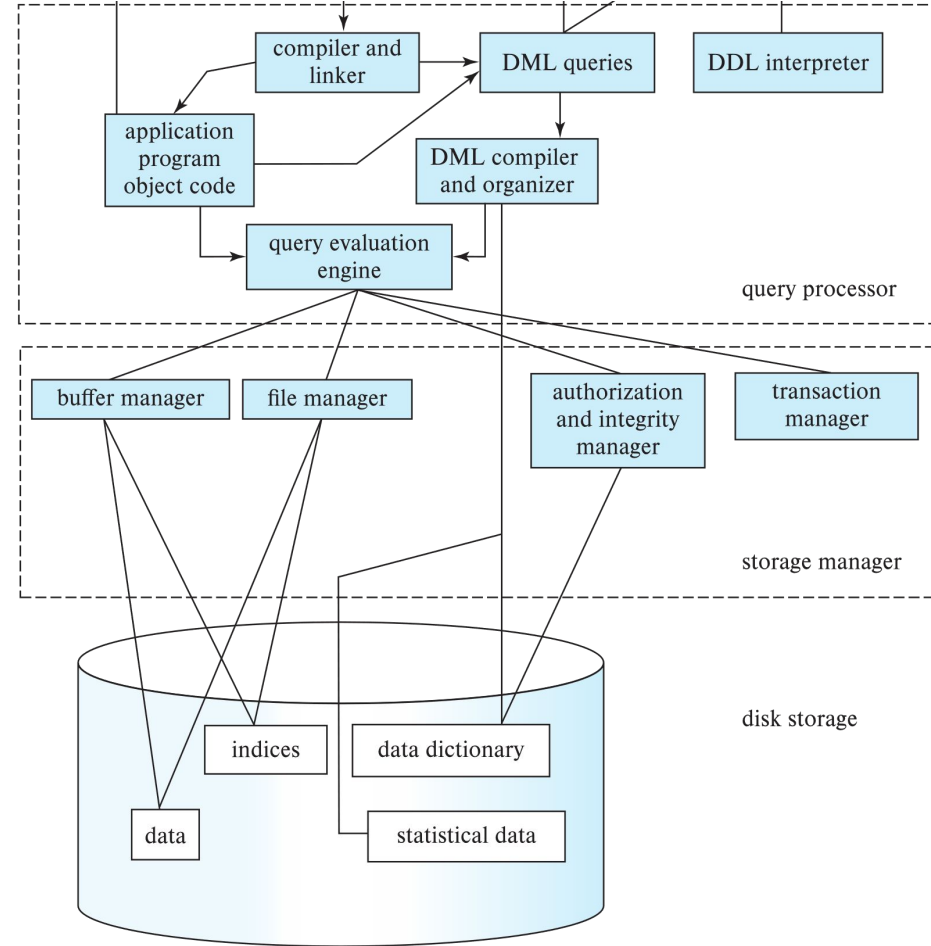 compiler and
linker
DML queries
DDL interpreter
application
program
object code
DML compiler
and organizer
query evaluation
engine
query processor
buffer manager
file manager
authorization
and integrity
manager
transaction
manager
storage manager
disk storage
indices
data dictionary
data
statistical data